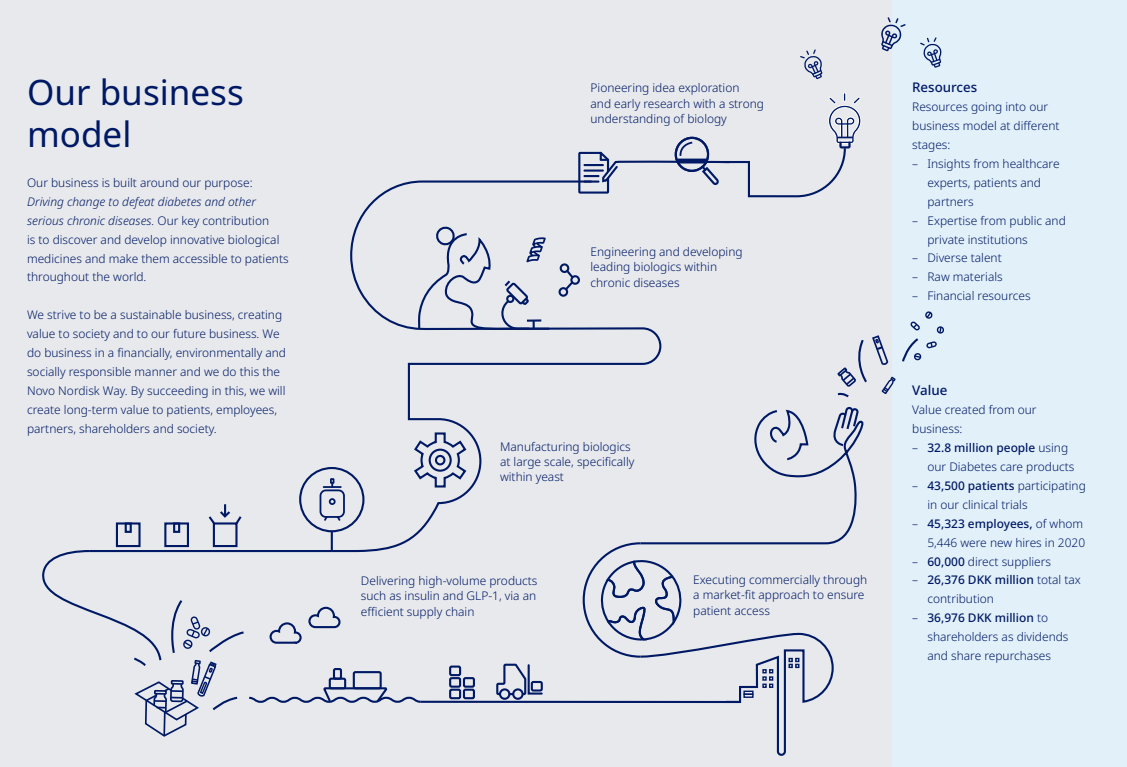 Our business
model
Our business is built around our purpose:
Driving change to defeat diabetes and other
serious chronic diseases. Our key contribution
is to discover and develop innovative biological
medicines and make them accessible to patients
throughout the world.
We strive to be a sustainable business, creating
value to society and to our future business. We
do business in a financially, environmentally and
socially responsible manner and we do this the
Novo Nordisk Way. By succeeding in this, we will
create long-term value to patients, employees,
partners, shareholders and society.
Pioneering idea exploration
and early research with a strong
understanding of biology
Engineering and developing
leading biologics within
chronic diseases
Manufacturing biologics
at large scale, specifically
within yeast
Delivering high-volume products
such as insulin and GLP-1, via an
efficient supply chain
Executing commercially through
a market-fit approach to ensure
patient access
Resources
Resources going into our
business model at different
stages:
– Insights from healthcare
experts, patients and
partners
– Expertise from public and
private institutions
– Diverse talent
– Raw materials
– Financial resources
Value
Value created from our
business:
– 32.8 million people using
our Diabetes care products
– 43,500 patients participating
in our clinical trials
– 45,323 employees, of whom
5,446 were new hires in 2020
– 60,000 direct suppliers
– 26,376 DKK million total tax
contribution
– 36,976 DKK million to
shareholders as dividends
and share repurchases